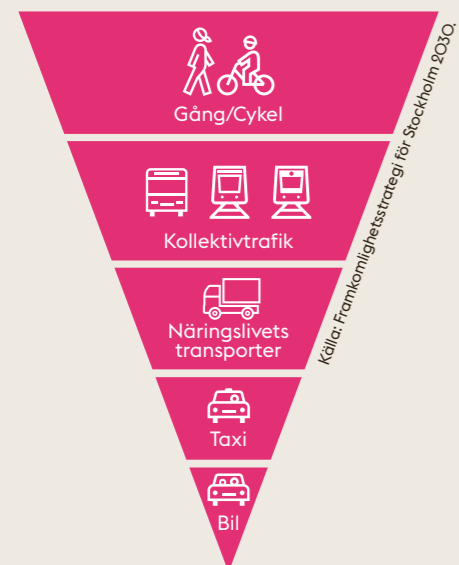 Gång/Cykel
Kollektivtrafik
Näringslivets
transporter
Taxi
Bil
Källa: Framkomlighetsstrategi för Stockholm 2030.